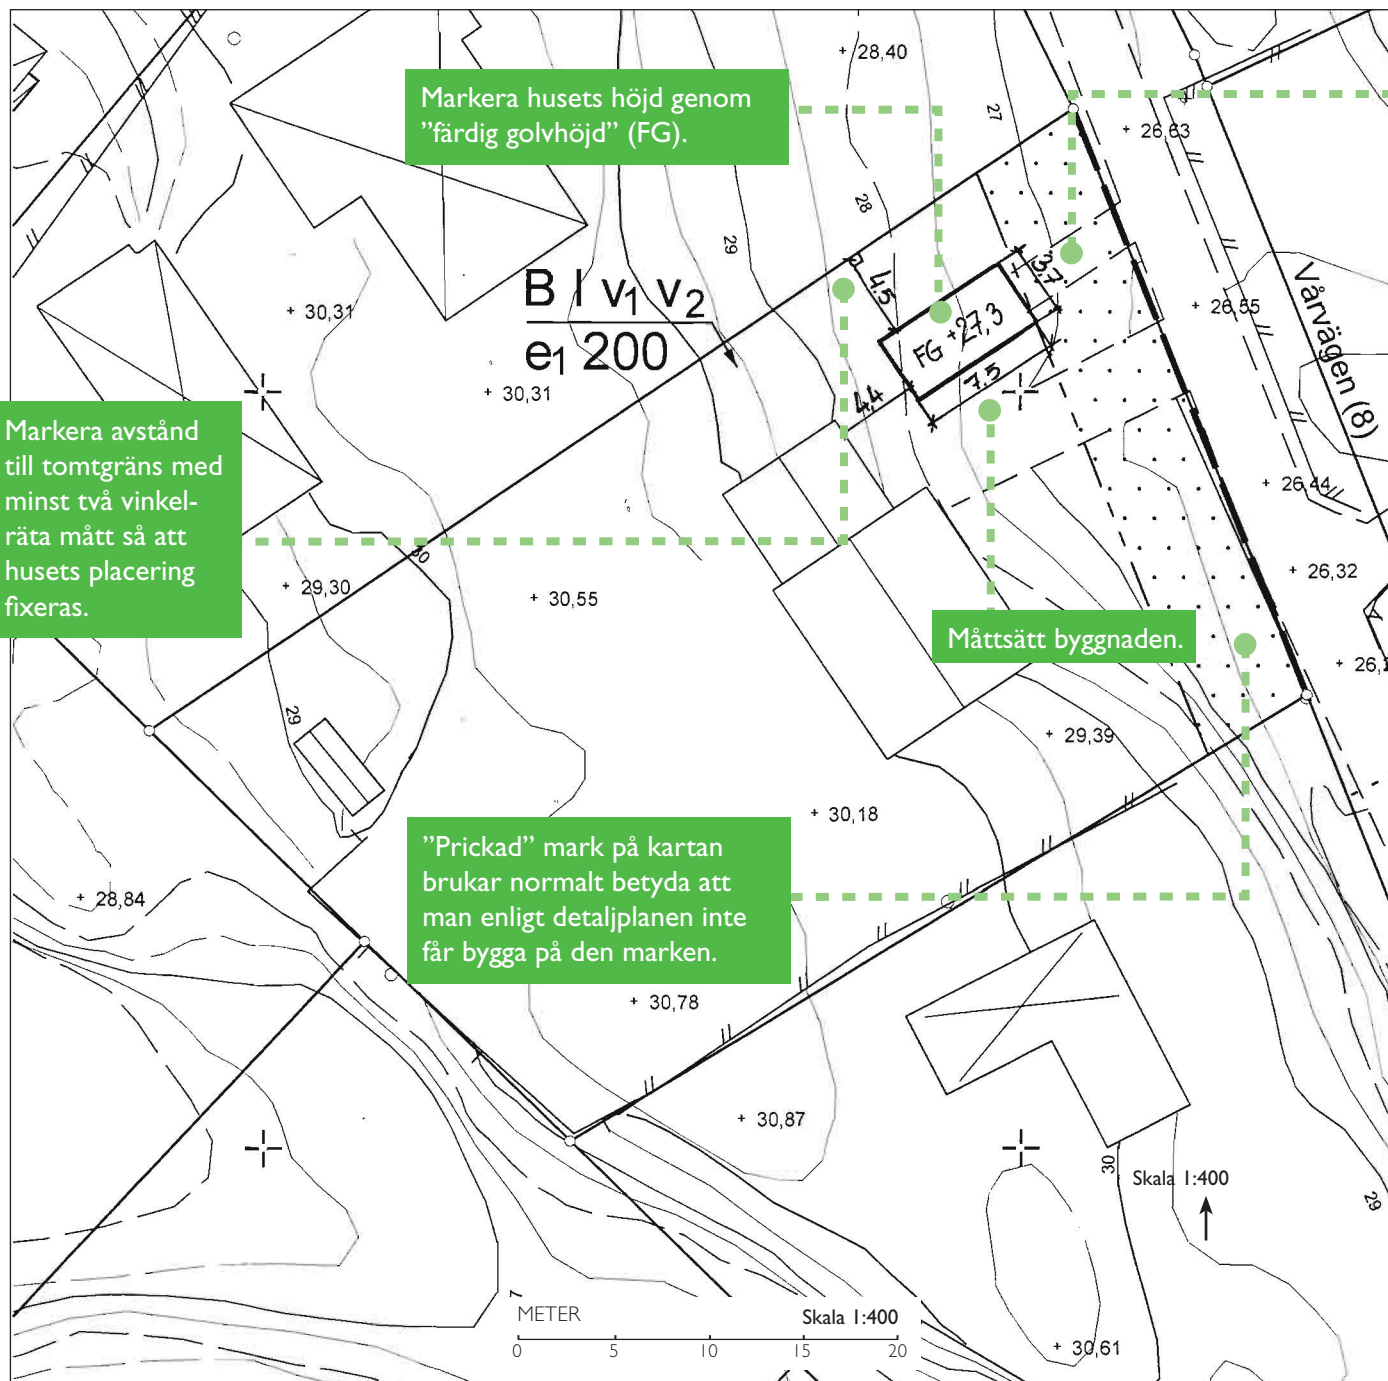 28,40
Markera husets höjd genom
”färdig golvhöjd” (FG).
27
26,63
28
29
B I v1 v2
e1 200
30,31
4.5
3.7
FG +27,3
7.5
4,4
26,55
Vårvägen (8)
30,31
Markera avstånd
till tomtgräns med
minst två vinkel-
räta mått så att
husets placering
fixeras.
26,44
30
29,30
30,55
26,32
Måttsätt byggnaden.
29
29,39
30,18
”Prickad” mark på kartan
brukar normalt betyda att
man enligt detaljplanen inte
får bygga på den marken.
28,84
30,78
30,87
30
Skala 1:400
29
METER
Skala 1:400
0 5 10 15 20
30,61